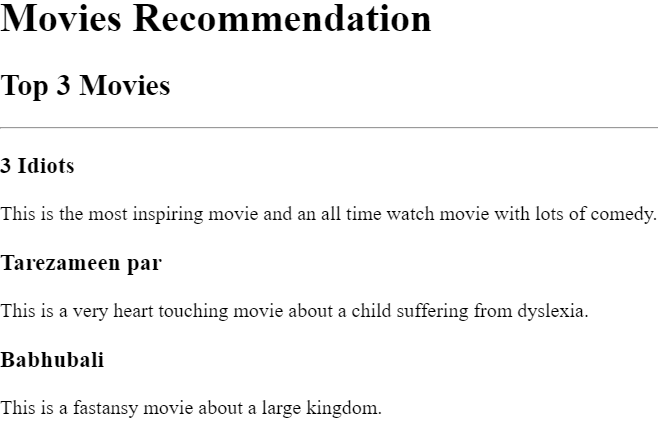 Movies Recommendation
Top 3 Movies
3 Idiots
This is the most inspiring movie and an all time watch movie with lots of comedy.
Tarezameen par
This is a very heart touching movie about a child suffering from dyslexia.
Babhubali
This is a fastansy movie about a large kingdom.